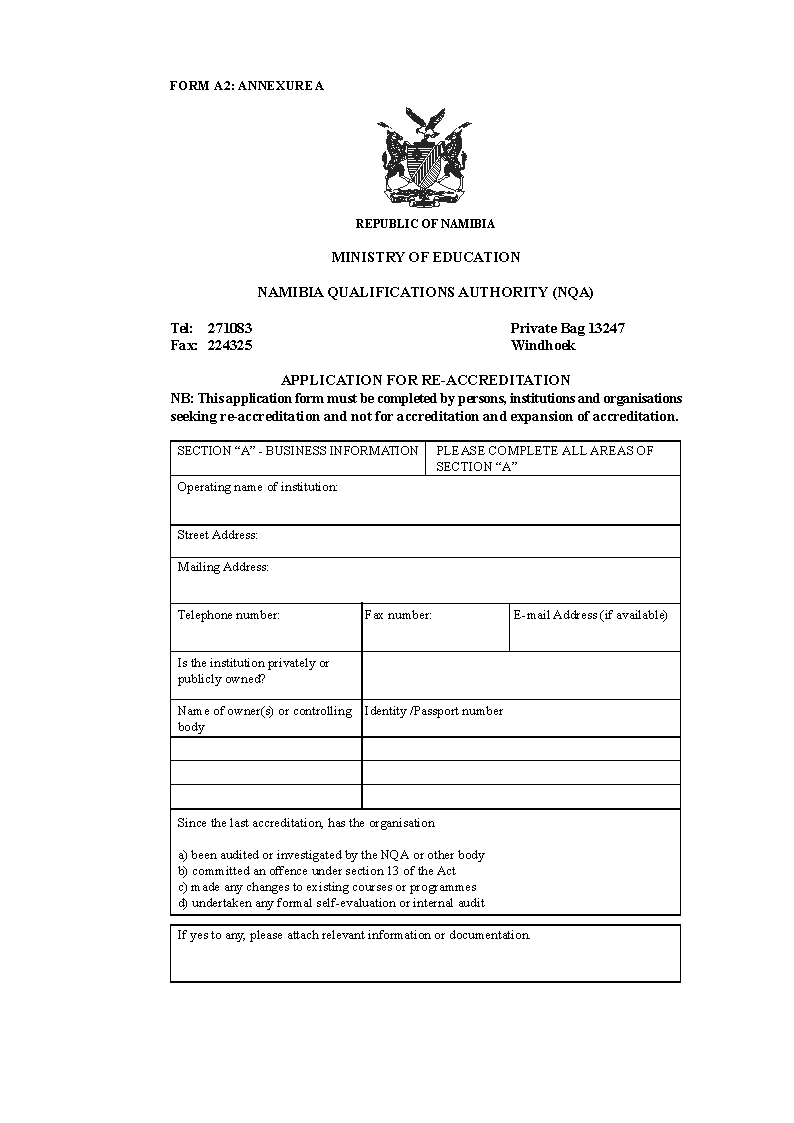 FORM A2: ANNEXURE A
REPUBLIC OF NAMIBIA
MINISTRY OF EDUCATION
NAMIBIA QUALIFICATIONS AUTHORITY (NQA)
Tel: 271083 Private Bag 13247
Fax: 224325 Windhoek
APPLICATION FOR RE-ACCREDITATION
NB: This application form must be completed by persons, institutions and organisations
seeking re-accreditation and not for accreditation and expansion of accreditation.
SECTION “A” - BUSINESS INFORMATION PLEASE COMPLETE ALL AREAS OF
SECTION “A”
Operating name of institution:
Street Address:
Mailing Address:
Telephone number: Fax number: E-mail Address (if available)
Is the institution privately or
publicly owned?
Name of owner(s) or controlling Identity /Passport number
body
Since the last accreditation, has the organisation
a) been audited or investigated by the NQA or other body
b) committed an offence under section 13 of the Act
c) made any changes to existing courses or programmes
d) undertaken any formal self-evaluation or internal audit
If yes to any, please attach relevant information or documentation.